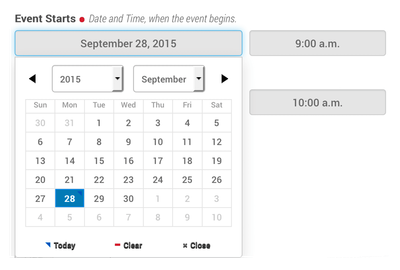 Event Starts Date and Time, when the event begins.
September 28, 2015 9:00 a.m.
2015 September
Sun Mon Tue Wed Thu Fri Sat
30 31 1 2 3 4 5
6 7 8 9 10 11 12
10:00 a.m.
13 14 15 16 17 18 19
20 21 22 23 24 25 26
27 28 29 30 1 2 3
4 5 6 7 8 9 10
Today Clear Close